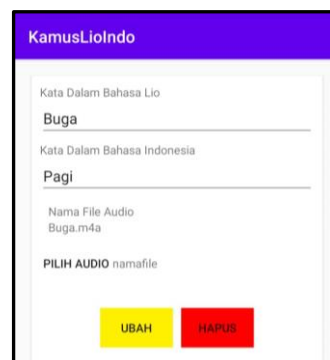 KamusLioIndo
Kata Dalam Bahasa Lio
Buga
Kata Dalam Bahasa Indonesia
Pagi
Nama File Audio
Buga.m4a
PILIH AUDIO namafile
UBAH HAPUS